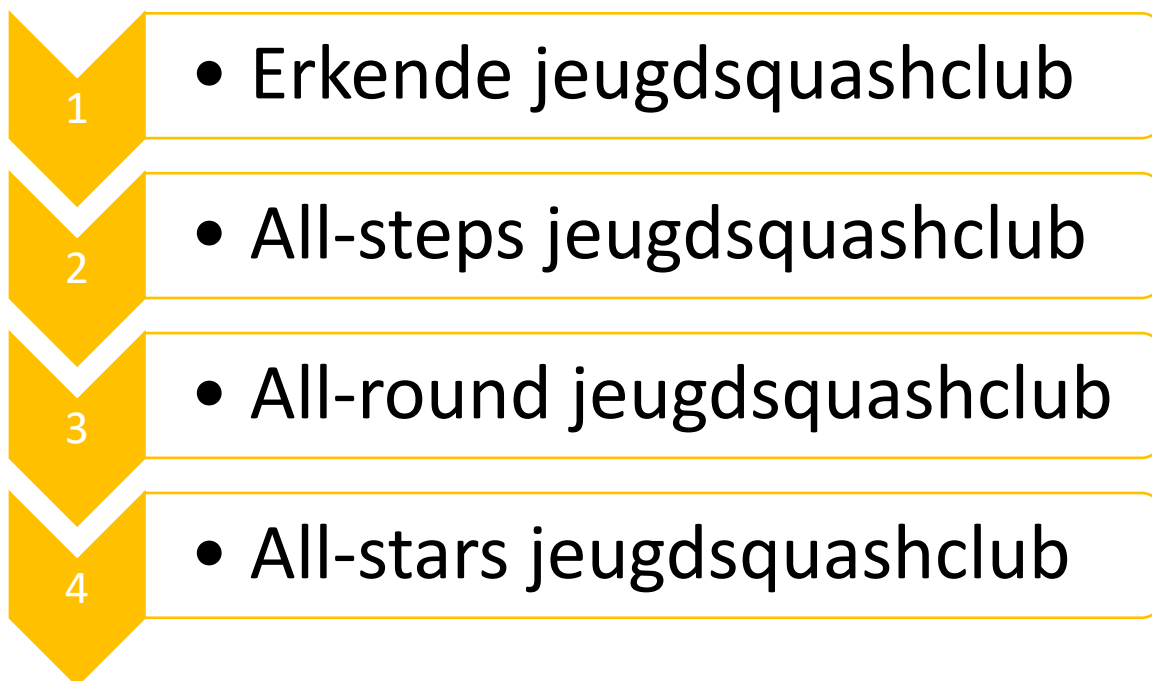 1
• Erkende jeugdsquashclub
2
• All-steps jeugdsquashclub
3
• All-round jeugdsquashclub
4
• All-stars jeugdsquashclub